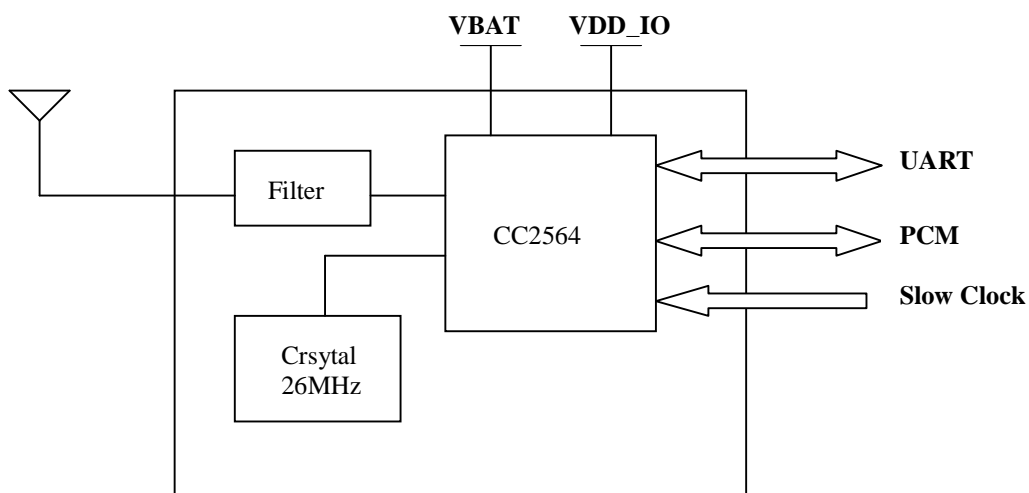 VBAT
VDD_IO
Filter
CC2564
UART
PCM
Slow Clock
Crsytal
26MHz